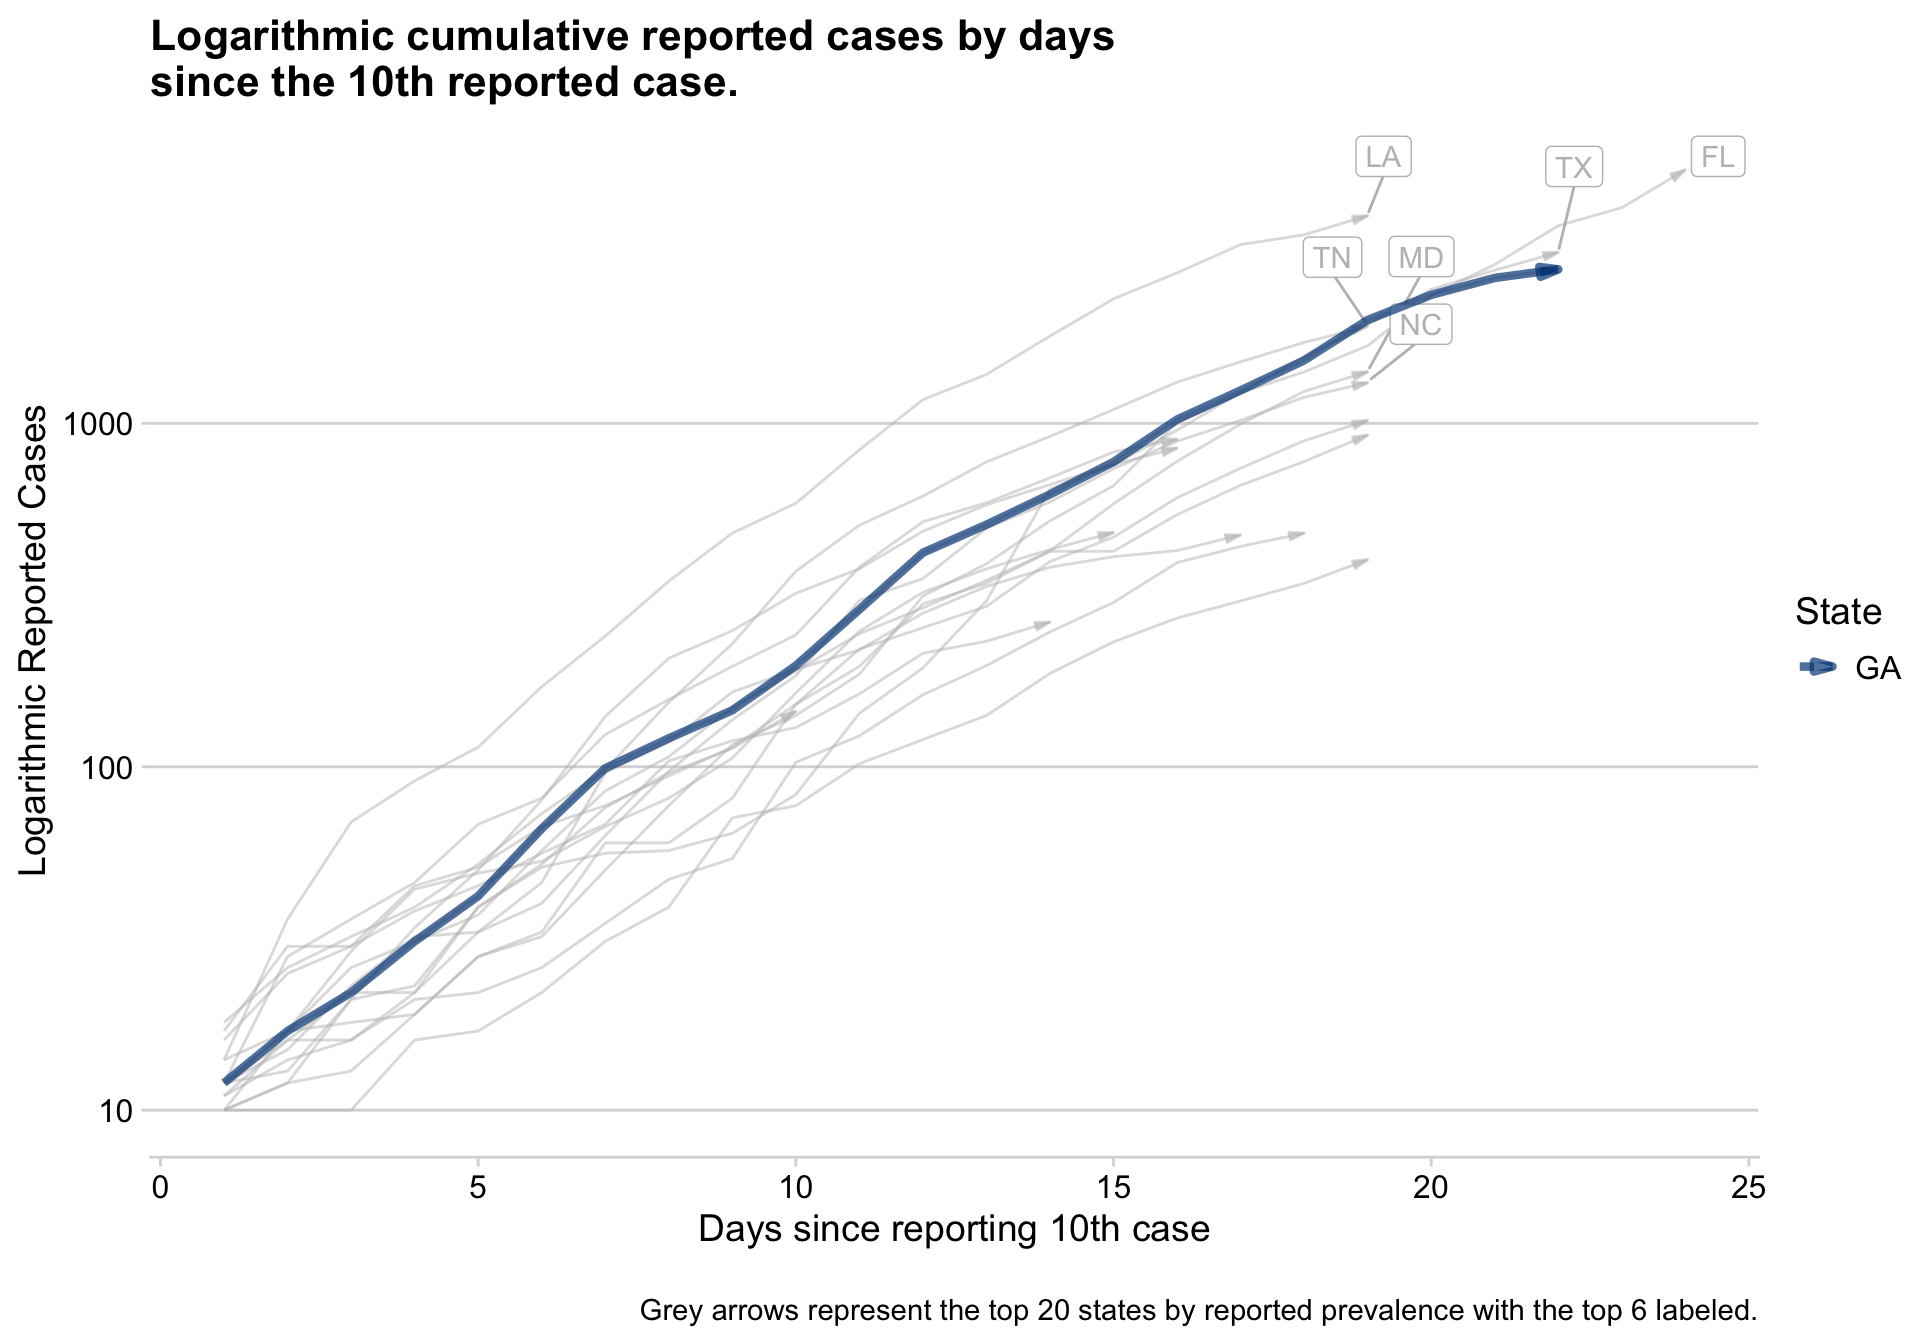 Logarithmic cumulative reported cases by days
since the 10th reported case.
LA
TX
FL
TN
MD
NC
Logarithmic Reported Cases
1000
100
10
State
GA
0 5 10 15 20 25
Days since reporting 10th case
Grey arrows represent the top 20 states by reported prevalence with the top 6 labeled.